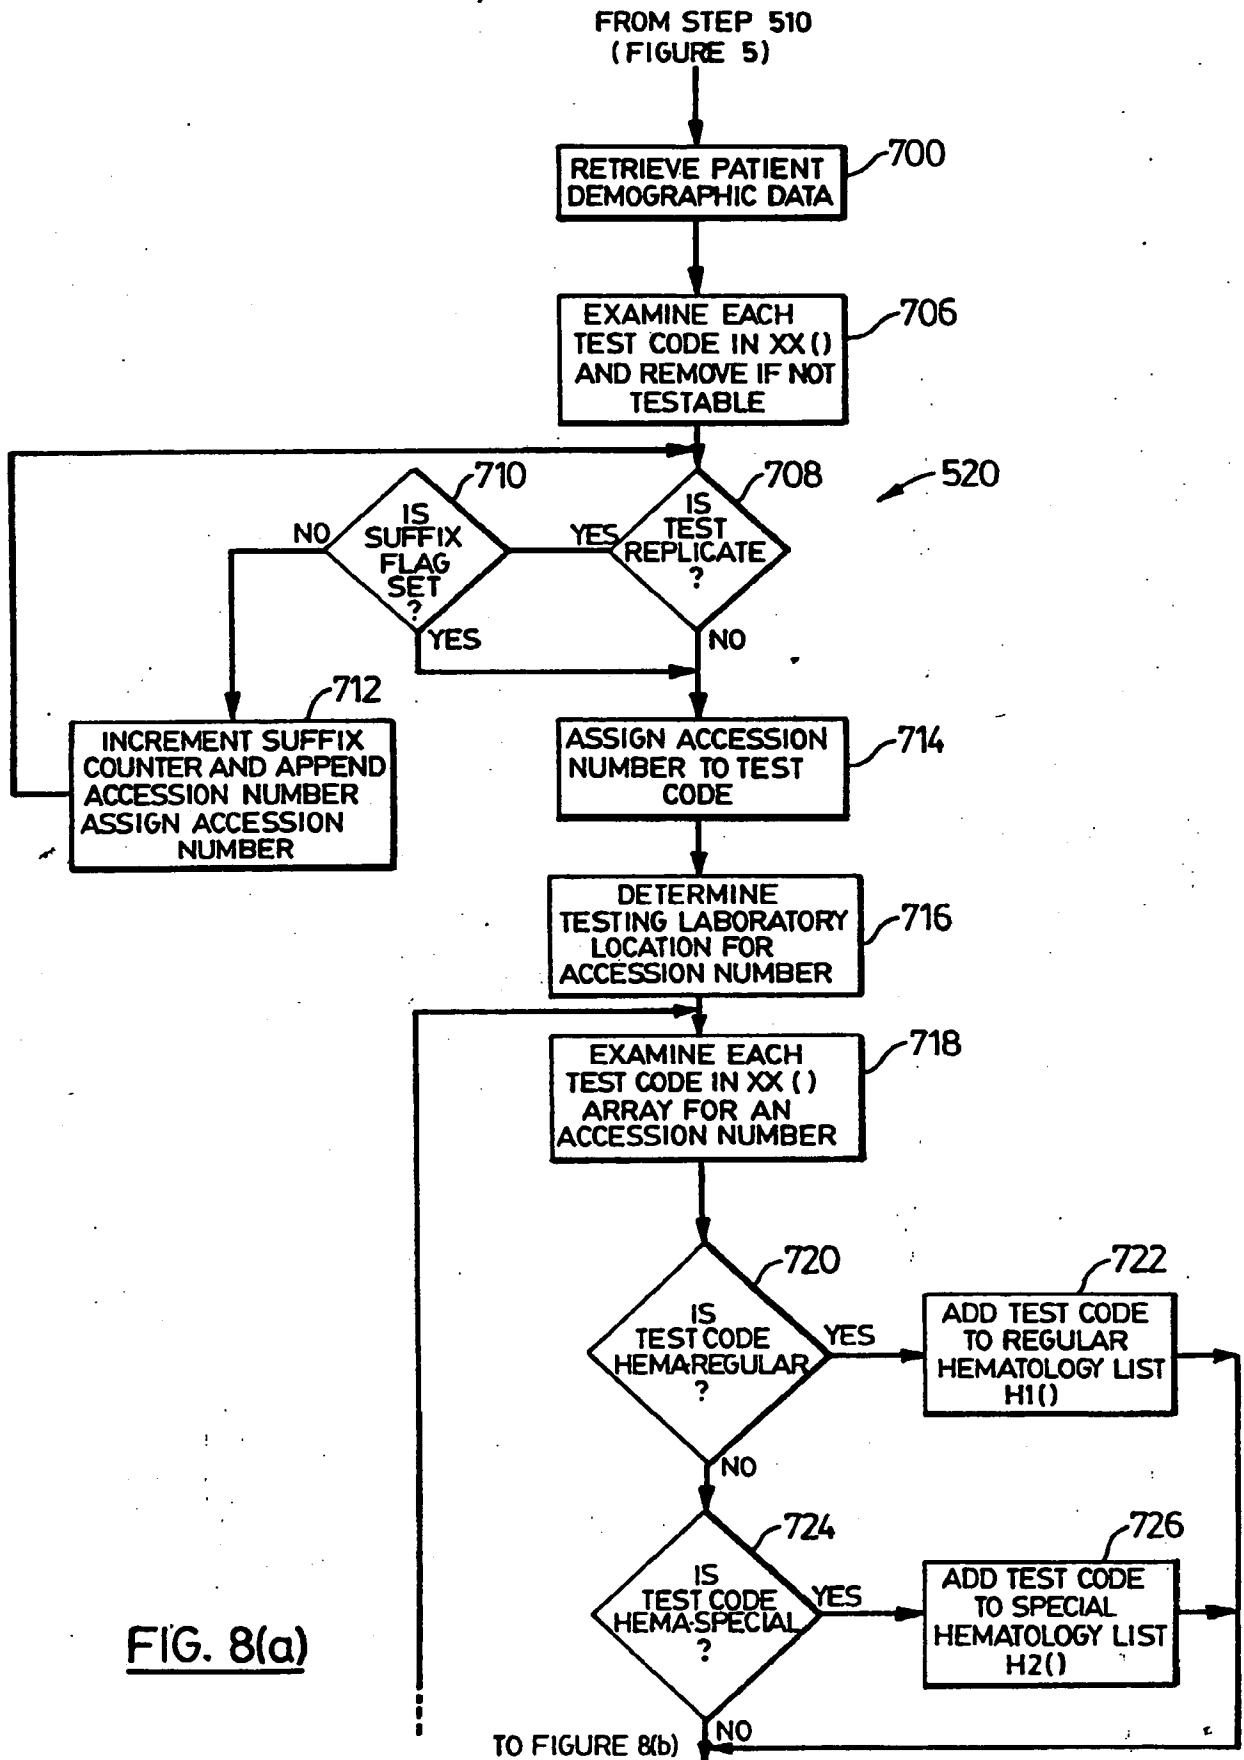 FROM STEP 510
(FIGURE 5)
700
RETRIEVE PATIENT
DEMOGRAPHIC DATA
706
EXAMINE EACH
TEST CODE IN XX()
AND REMOVE IF NOT
TESTABLE
710
708
520
IS
SUFFIX
FLAG
SET
?
NO
YES
IS
TEST
REPLICATE
?
YES
NO
712
INCREMENT SUFFIX
COUNTER AND APPEND
ACCESSION NUMBER
ASSIGN ACCESSION
NUMBER
714
ASSIGN ACCESSION
NUMBER TO TEST
CODE
716
DETERMINE
TESTING LABORATORY
LOCATION FOR
ACCESSION NUMBER
718
EXAMINE EACH
TEST CODE IN XX()
ARRAY FOR AN
ACCESSION NUMBER
720
IS
TEST CODE
HEMA-REGULAR
?
YES
NO
722
ADD TEST CODE
TO REGULAR
HEMATOLOGY LIST
H1()
724
IS
TEST CODE
HEMA-SPECIAL
?
YES
NO
726
ADD TEST CODE
TO SPECIAL
HEMATOLOGY LIST
H2()
FIG. 8(a)
TO FIGURE 8(b)